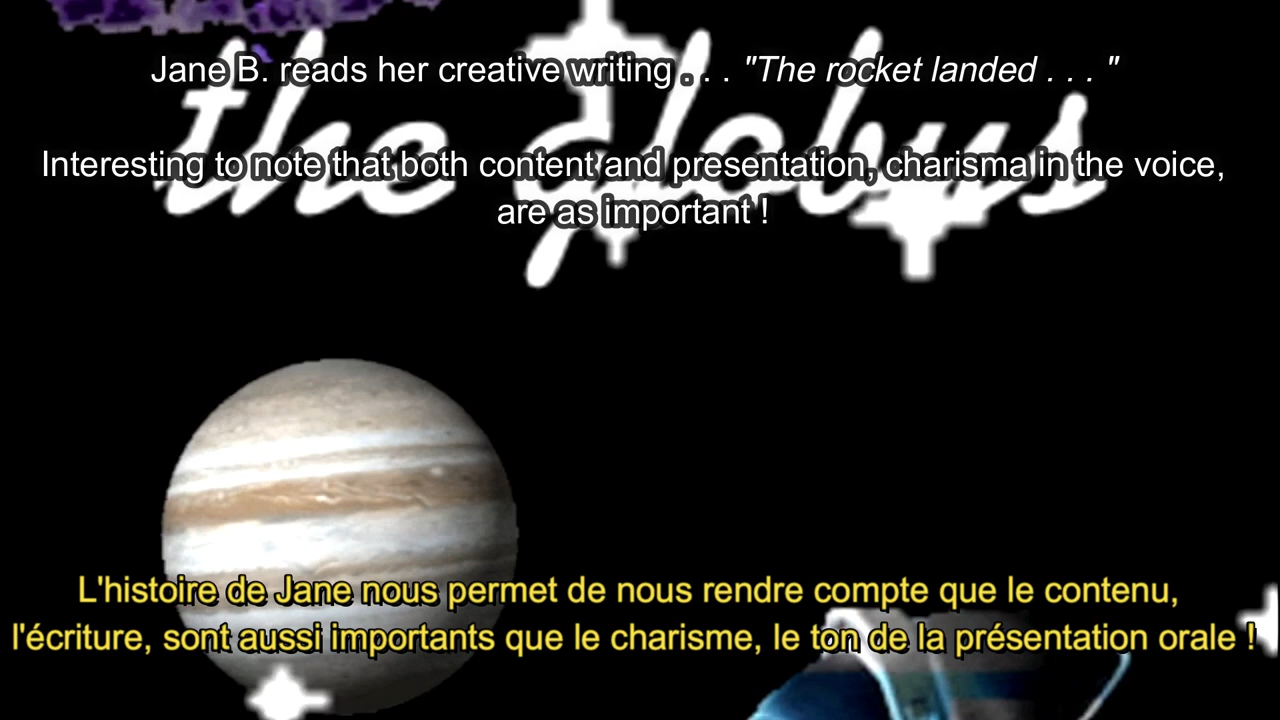 Jane B. reads her creative writing . . . "The rocket landed . . . "
the globus
Interesting to note that both content and presentation, charisma in the voice,
are as important !
L'histoire de Jane nous permet de nous rendre compte que le contenu,
l'écriture, sont aussi importants que le charisme, le ton de la présentation orale !